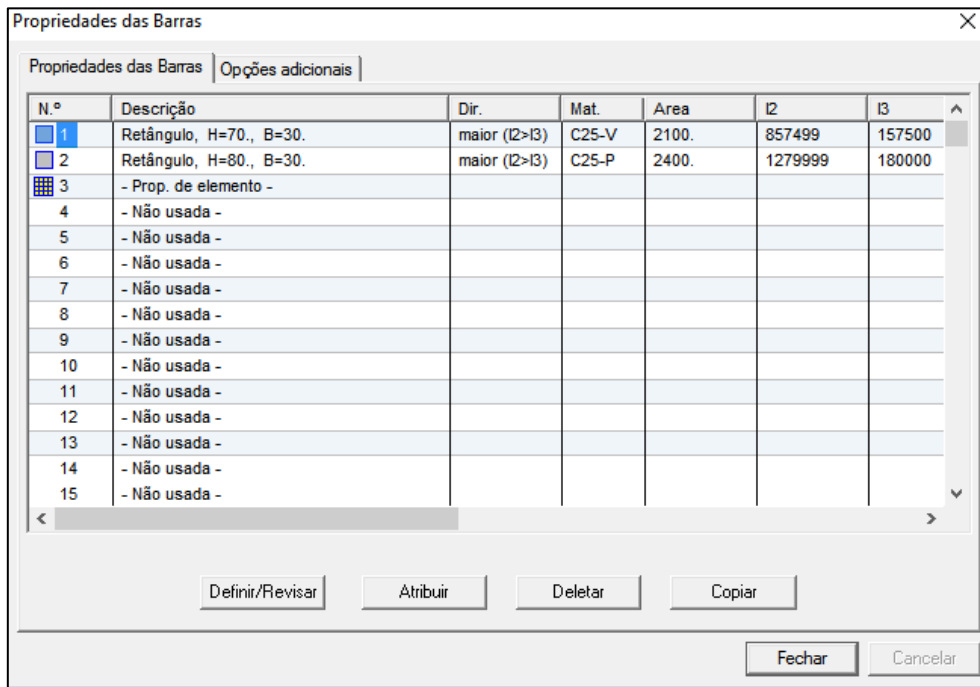 Propriedades das Barras
Propriedades das Barras Opções adicionais
N.º Descrição Dir. Mat. Area I2 I3
1 Retângulo, H=70., B=30. maior (I2>I3) C25-V 2100. 857499 157500
2 Retângulo, H=80., B=30. maior (I2>I3) C25-P 2400. 1279999 180000
3 - Prop. de elemento -
4 - Não usada -
5 - Não usada -
6 - Não usada -
7 - Não usada -
8 - Não usada -
9 - Não usada -
10 - Não usada -
11 - Não usada -
12 - Não usada -
13 - Não usada -
14 - Não usada -
15 - Não usada -
Definir/Revisar Atribuir Deletar Copiar
Fechar Cancelar